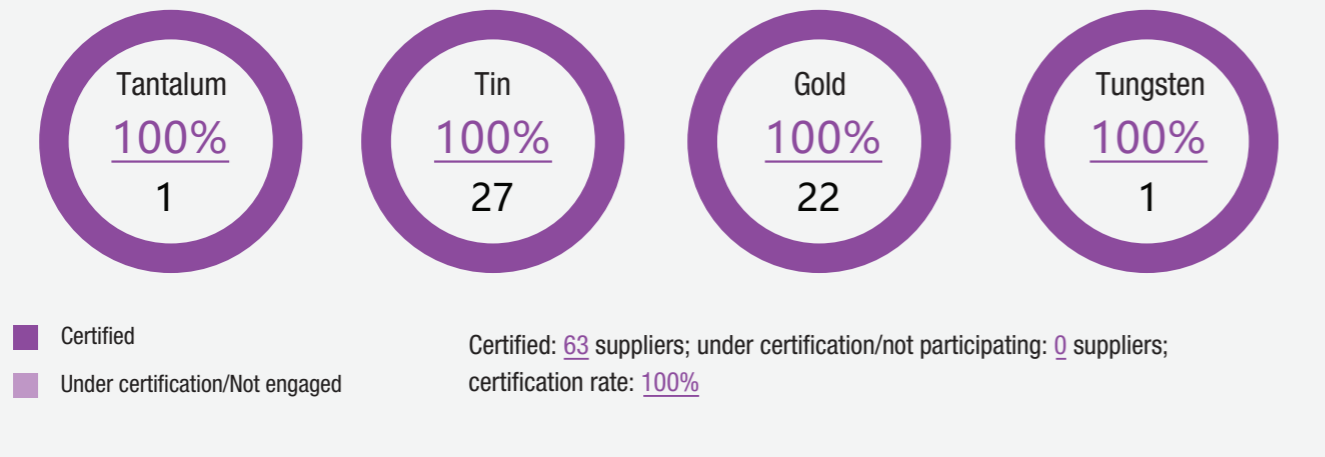 Tantalum
100%
1
Tin
100%
27
Gold
100%
22
Tungsten
100%
1
Certified
Under certification/Not engaged
Certified: 63 suppliers; under certification/not participating: 0 suppliers;
certification rate: 100%